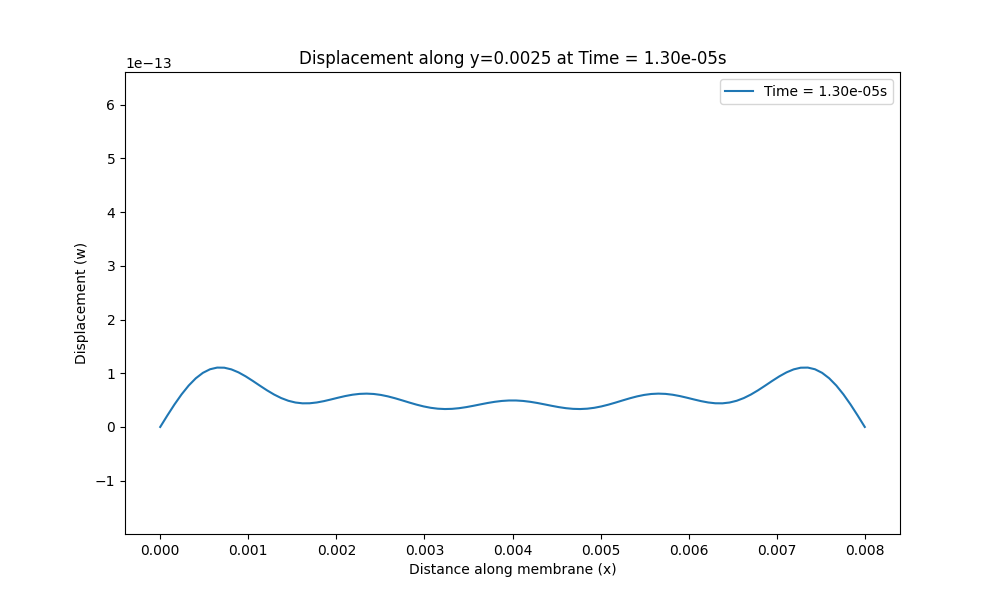 Displacement along y=0.0025 at Time = 1.30e-05s
1e−13
Time = 1.30e-05s
6
5
4
3
2
1
0
−1
Displacement (w)
0.000 0.001 0.002 0.003 0.004 0.005 0.006 0.007 0.008
Distance along membrane (x)